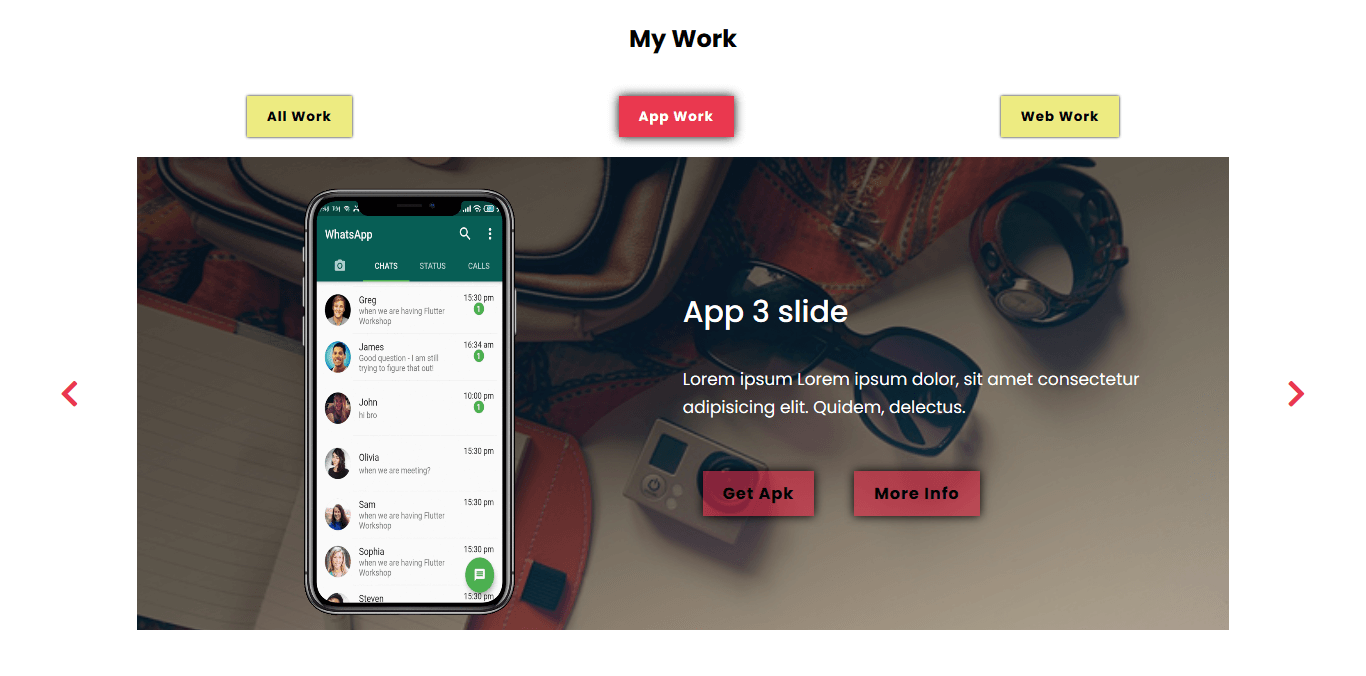 My Work
All Work
App Work
Web Work
WhatsApp
CHATS STATUS CALLS
Greg 15:30 pm
when we are having Flutter 1
Workshop
James 16:34 am
Good question - I am still 1
trying to figure that out!
John 10:00 pm
hi bro 1
Olivia 15:30 pm
when we are meeting?
Sam 15:30 pm
when we are having Flutter
Workshop
Sophia 15:30 pm
when we are having Flutter
Workshop
Steven 15:30 pm
App 3 slide
Lorem ipsum Lorem ipsum dolor, sit amet consectetur
adipisicing elit. Quidem, delectus.
Get Apk
More Info